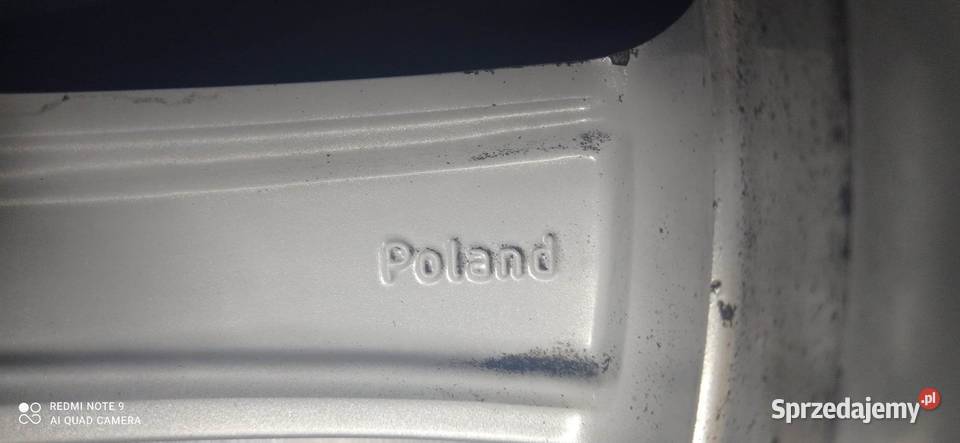 Poland
REDMI NOTE 9
AI QUAD CAMERA
Sprzedajemy.pl